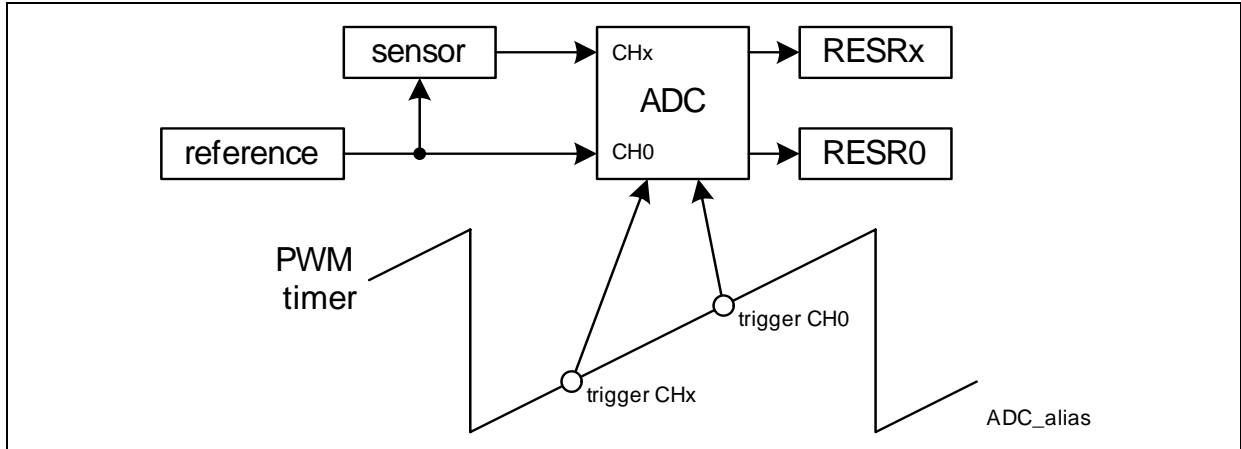 sensor
CHx
RESRx
ADC
reference
CH0
RESR0
PWM
timer
trigger CH0
trigger CHx
ADC_alias